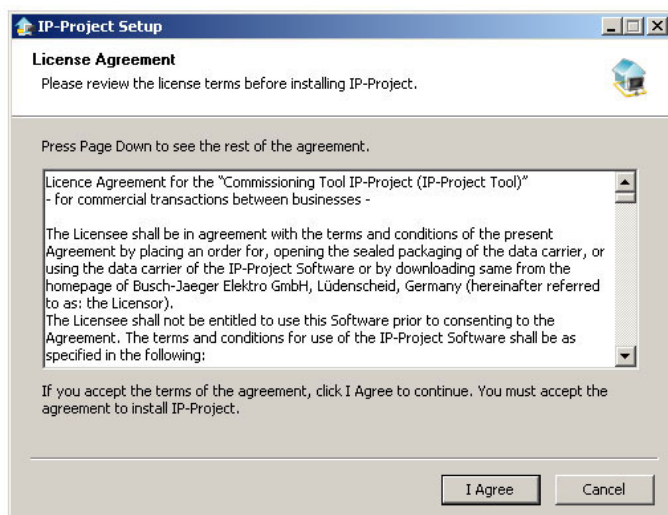 IP-Project Setup
License Agreement
Please review the license terms before installing IP-Project.
Press Page Down to see the rest of the agreement.
Licence Agreement for the “Commissioning Tool IP-Project (IP-Project Tool)”
- for commercial transactions between businesses -
The Licensee shall be in agreement with the terms and conditions of the present
Agreement by placing an order for, opening the sealed packaging of the data carrier, or
using the data carrier of the IP-Project Software or by downloading same from the
homepage of Busch-Jaeger Elektro GmbH, Lüdenscheid, Germany (hereinafter referred
to as: the Licensor).
The Licensee shall not be entitled to use this Software prior to consenting to the
Agreement. The terms and conditions for use of the IP-Project Software shall be as
specified in the following:
If you accept the terms of the agreement, click I Agree to continue. You must accept the
agreement to install IP-Project.
I Agree
Cancel